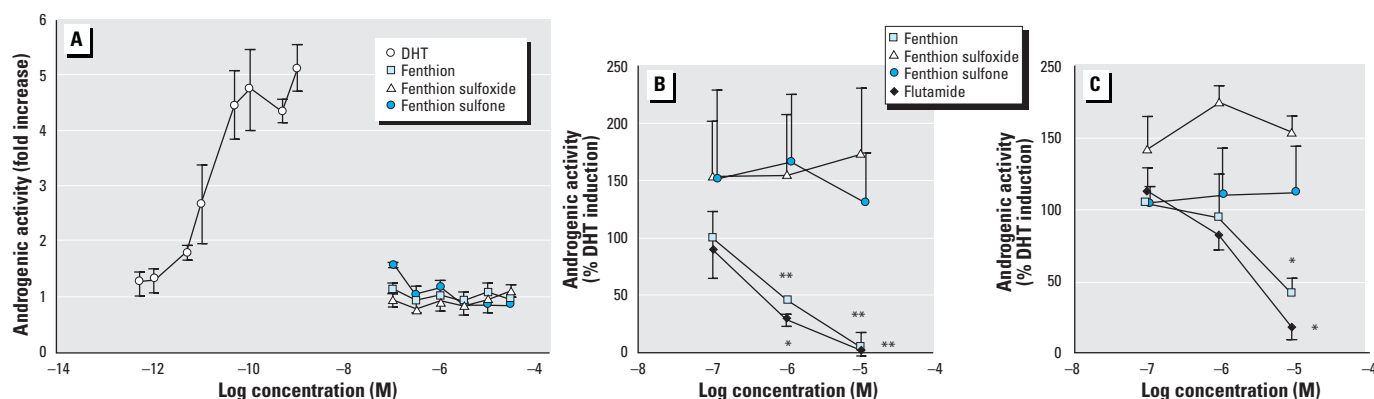 A
Androgenic activity (fold increase)
6
5
4
3
2
1
0
DHT
Fenthion
Fenthion sulfoxide
Fenthion sulfone
–14
–12
–10
–8
–6
–4
Log concentration (M)
Fenthion
Fenthion sulfoxide
Fenthion sulfone
Flutamide
B
Androgenic activity
(% DHT induction)
250
200
150
100
50
0
**
*
**
**
–8
–7
–6
–5
–4
Log concentration (M)
C
Androgenic activity
(% DHT induction)
250
200
150
100
50
0
*
*
–8
–7
–6
–5
–4
Log concentration (M)